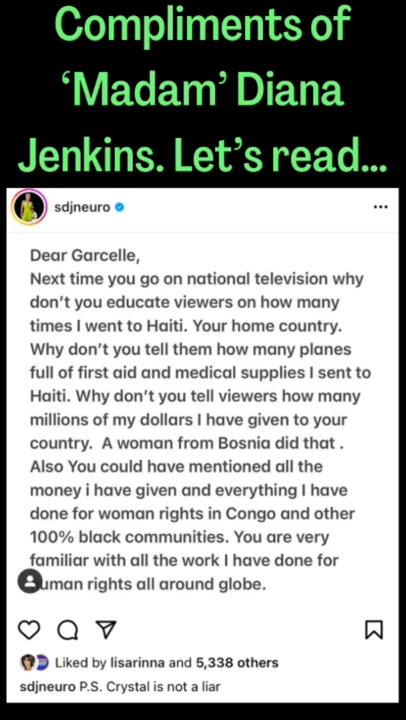 Compliments of
‘Madam’ Diana
Jenkins. Let’s read...
sdjneuro
Dear Garcelle,
Next time you go on national television why
don’t you educate viewers on how many
times I went to Haiti. Your home country.
Why don’t you tell them how many planes
full of first aid and medical supplies I sent to
Haiti. Why don’t you tell viewers how many
millions of my dollars I have given to your
country.  A woman from Bosnia did that .
Also You could have mentioned all the
money i have given and everything I have
done for woman rights in Congo and other
100% black communities. You are very
familiar with all the work I have done for
uman rights all around globe.
Liked by lisarinna and 5,338 others
sdjneuro P.S. Crystal is not a liar